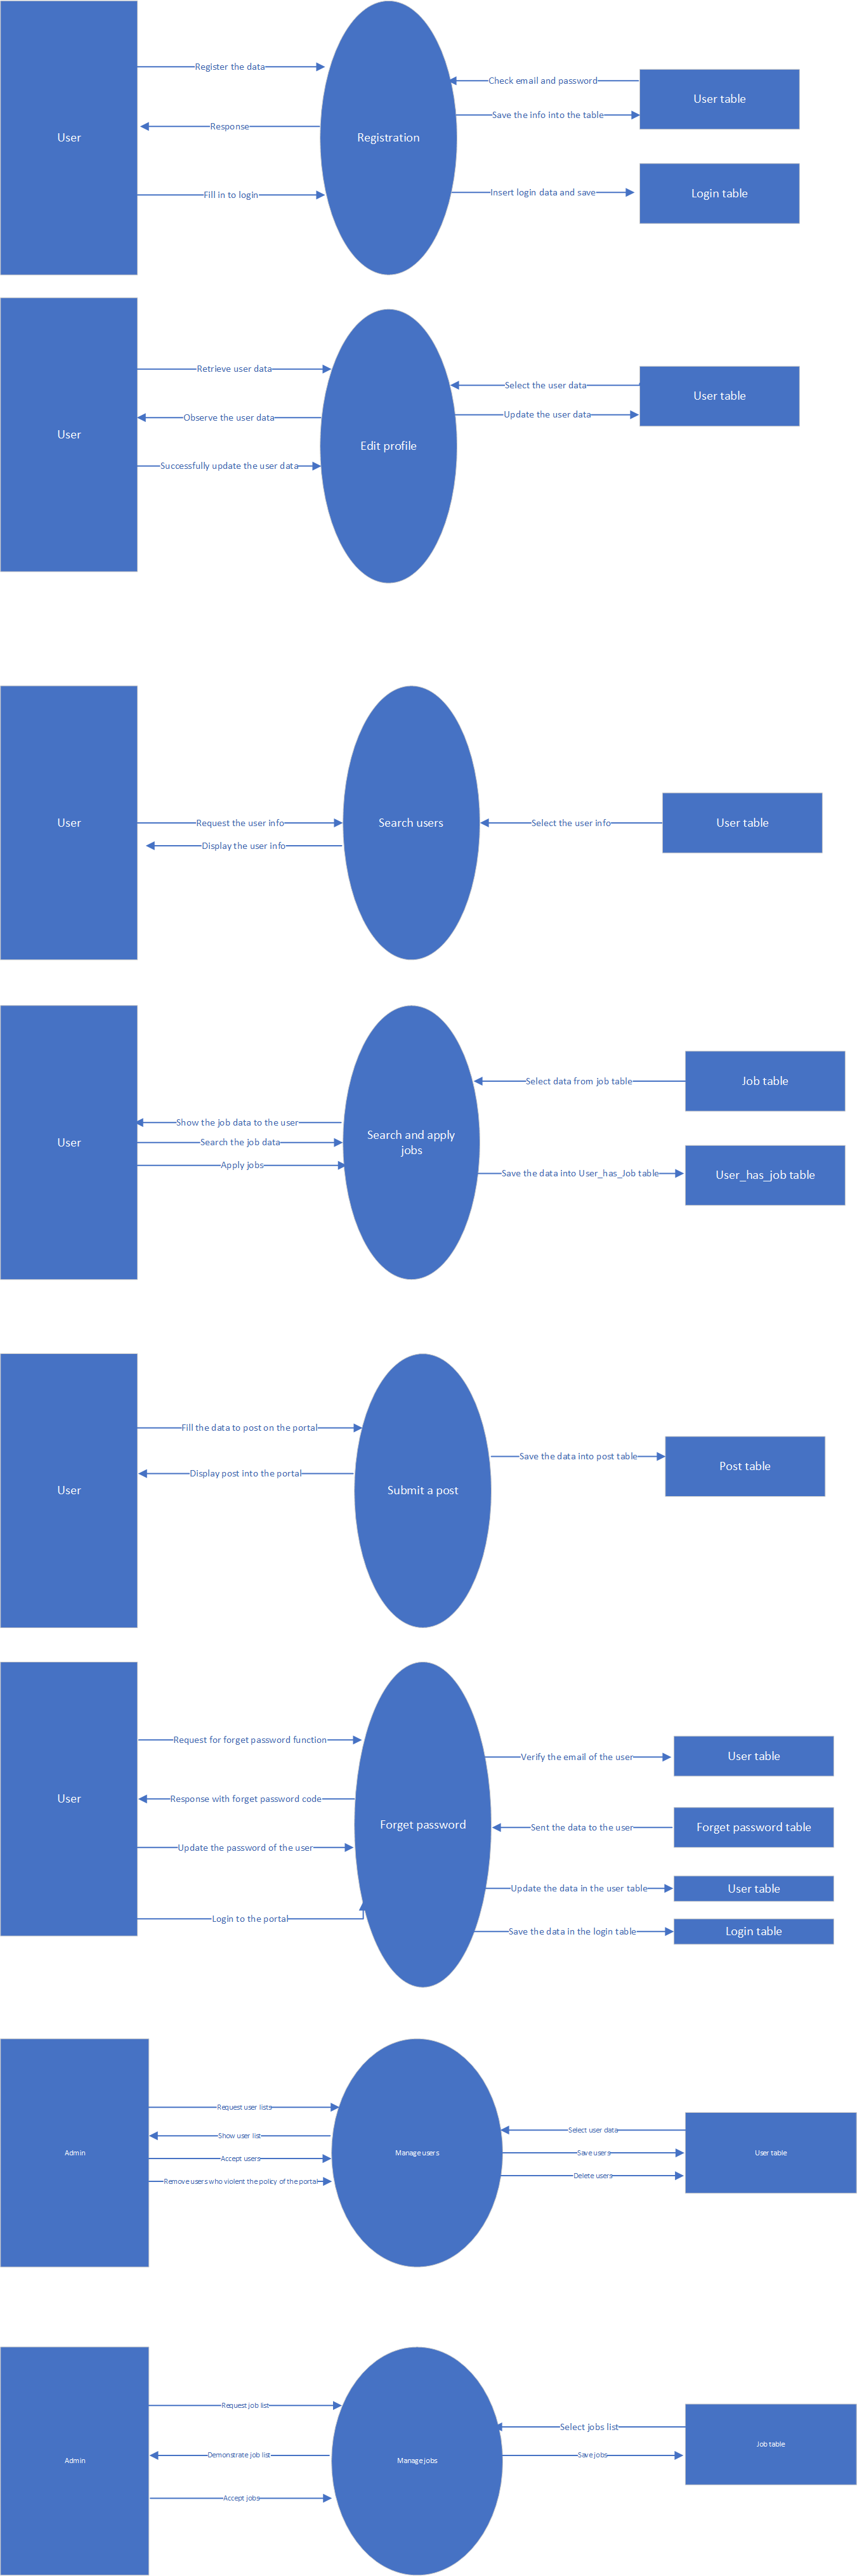 Register the data
Check email and password
User table
Save the info into the table
Response
User
Registration
Fill in to login
Insert login data and save
Login table
Retrieve user data
Select the user data
User table
Update the user data
Observe the user data
User
Edit profile
Successfully update the user data
User
Request the user info
Search users
Select the user info
User table
Display the user info
Select data from job table
Job table
Show the job data to the user
User
Search the job data
Search and apply
jobs
Apply jobs
Save the data into User_has_Job table
User_has_job table
Fill the data to post on the portal
Save the data into post table
Post table
Display post into the portal
User
Submit a post
Request for forget password function
Verify the email of the user
User table
User
Response with forget password code
Forget password
Sent the data to the user
Forget password table
Update the password of the user
Update the data in the user table
User table
Login to the portal
Save the data in the login table
Login table
Request user lists
Select user data
Show user list
Admin
Manage users
Save users
User table
Accept users
Delete users
Remove users who violent the policy of the portal
Request job list
Select jobs list
Job table
Demonstrate job list
Save jobs
Admin
Manage jobs
Accept jobs